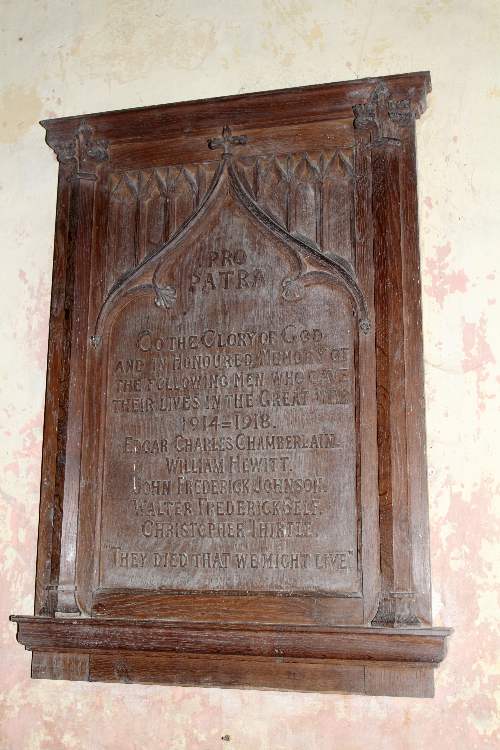 PRO
PATRIA
TO THE GLORY OF GOD
AND IN HONOURED MEMORY OF
THE FOLLOWING MEN WHO GAVE
THEIR LIVES IN THE GREAT WAR
1914=1918.
EDGAR CHARLES CHAMBERLAIN.
WILLIAM HEWITT.
JOHN FREDERICK JOHNSON.
WALTER FREDERICK SELF.
CHRISTOPHER THIRTLE.
"THEY DIED THAT WE MIGHT LIVE"